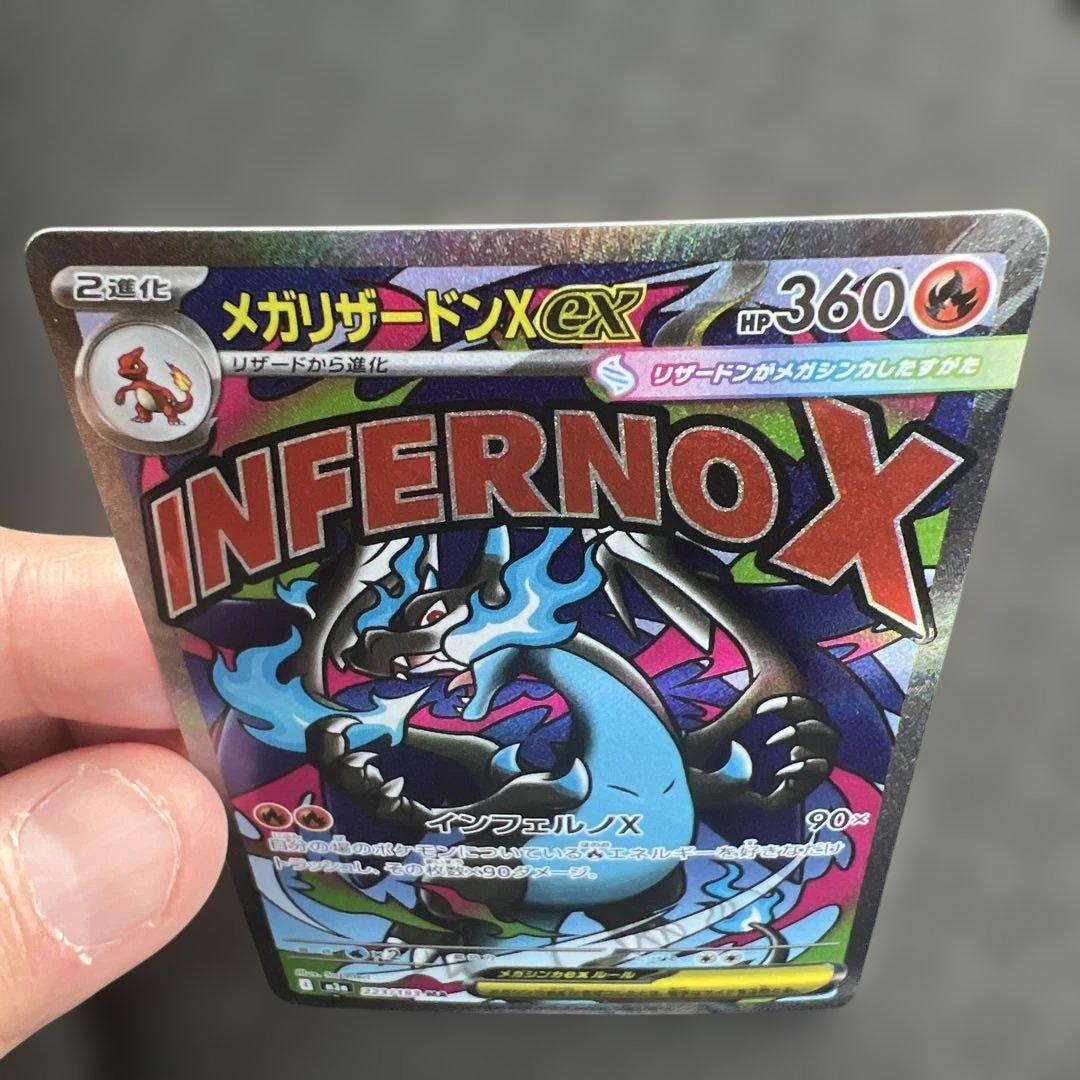 2進化
メガリザードンXex
HP360
リザードから進化
リザードンがメガシンカしたすがた
INFERNO X
インフェルノX 90×
自分の場のポケモンについているエネルギーを好きなだけ
トラッシュし、その枚数×90ダメージ。
×2
Illus.
223/193 MA
メガシンカex ルール